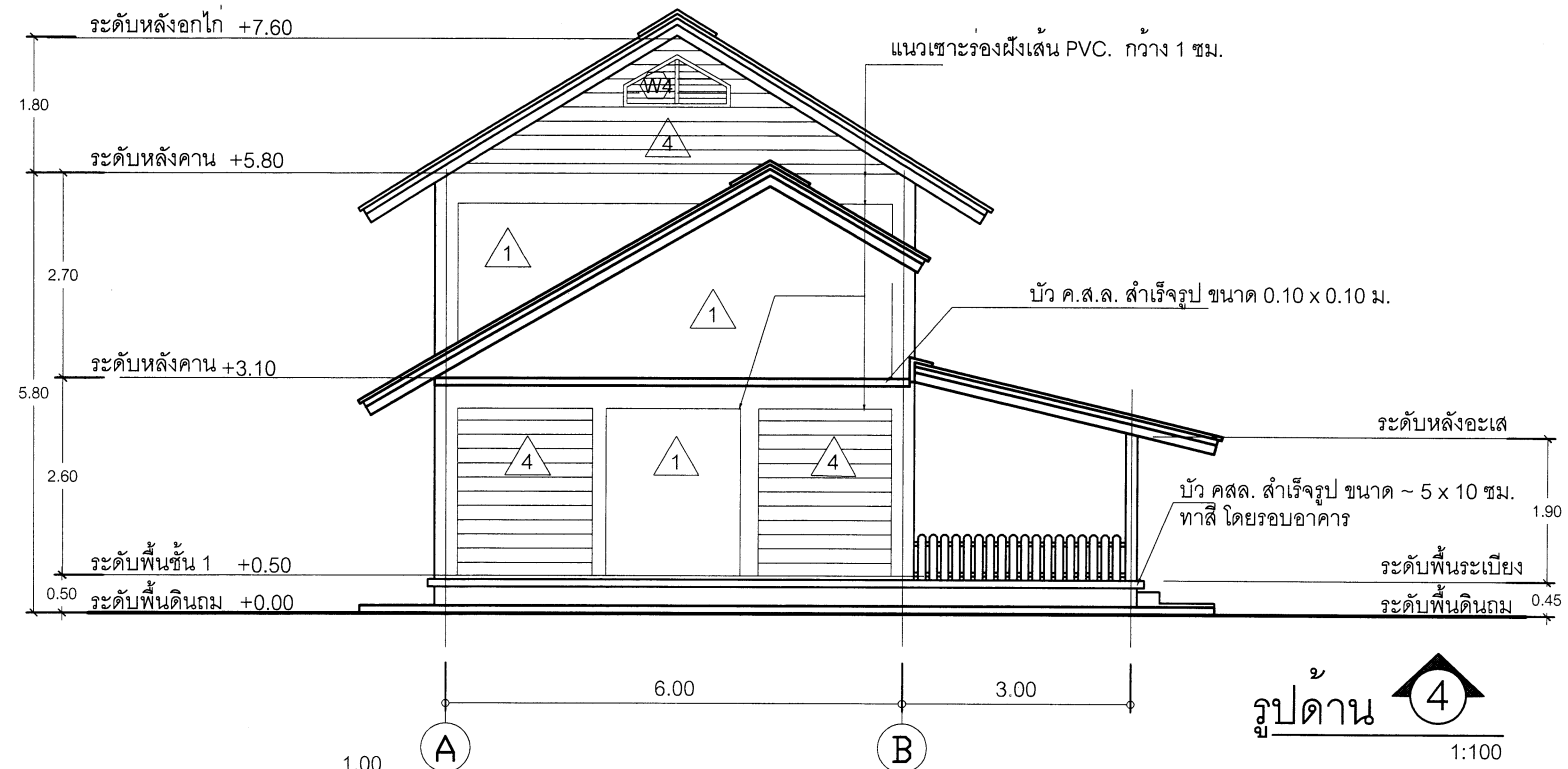 ระดับหลังอกไก่ +7.60
แนวเซาะร่องฝังเส้น PVC. กว้าง 1 ซม.
1.80
W4
4
ระดับหลังคาน +5.80
1
2.70
1
บัว ค.ส.ล. สำเร็จรูป ขนาด 0.10 x 0.10 ม.
ระดับหลังคาน +3.10
5.80
ระดับหลังอะเส
4
1
4
2.60
บัว คสล. สำเร็จรูป ขนาด ~ 5 x 10 ซม.
ทาสี โดยรอบอาคาร
1.90
ระดับพื้นชั้น 1 +0.50
ระดับพื้นระเบียง
0.50
ระดับพื้นดินถม +0.00
ระดับพื้นดินถม
0.45
6.00
3.00
รูปด้าน 4
1:100
A
B
1.00